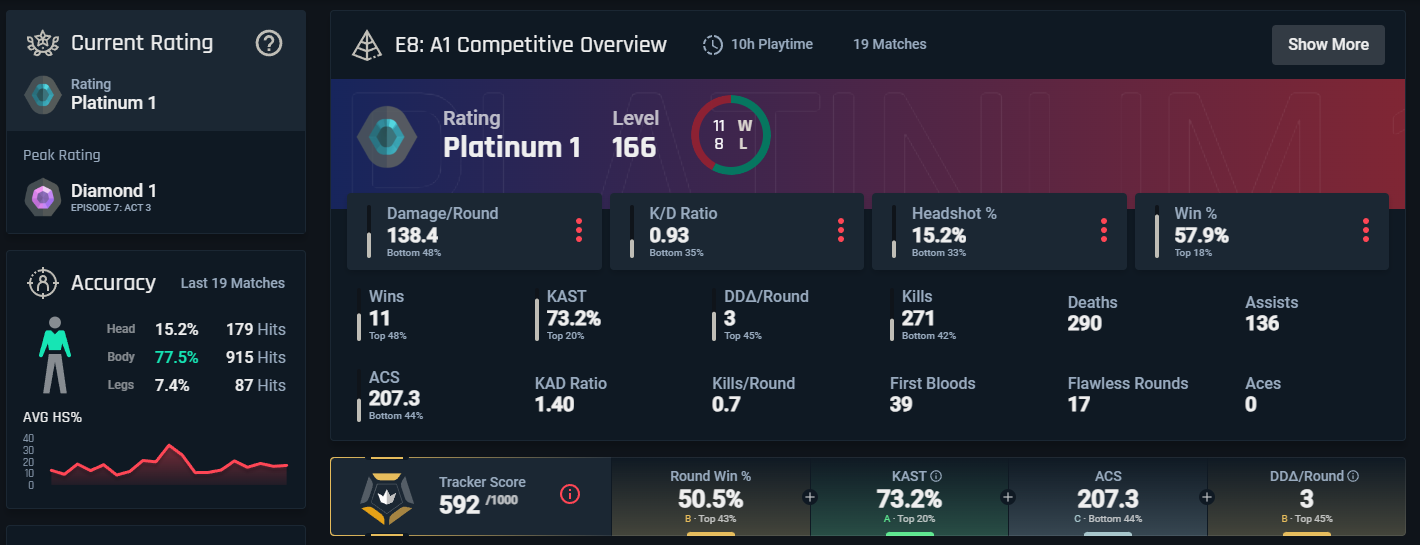 Current Rating
Rating
Platinum 1
Peak Rating
Diamond 1
EPISODE 7: ACT 3
Accuracy Last 19 Matches
Head 15.2% 179 Hits
Body 77.5% 915 Hits
Legs 7.4% 87 Hits
AVG HS%
40
30
20
10
0
E8: A1 Competitive Overview 10h Playtime 19 Matches Show More
PLATINUM 1
Rating Level
Platinum 1 166
11 W
8 L
Damage/Round
138.4
Bottom 48%
K/D Ratio
0.93
Bottom 35%
Headshot %
15.2%
Bottom 33%
Win %
57.9%
Top 18%
Wins
11
Top 48%
KAST
73.2%
Top 20%
DDΔ/Round
3
Top 45%
Kills
271
Bottom 42%
Deaths
290
Assists
136
ACS
207.3
Bottom 44%
KAD Ratio
1.40
Kills/Round
0.7
First Bloods
39
Flawless Rounds
17
Aces
0
Tracker Score
592 /1000
Round Win %
50.5%
B · Top 43%
KAST
73.2%
A · Top 20%
ACS
207.3
C · Bottom 44%
DDΔ/Round
3
B · Top 45%